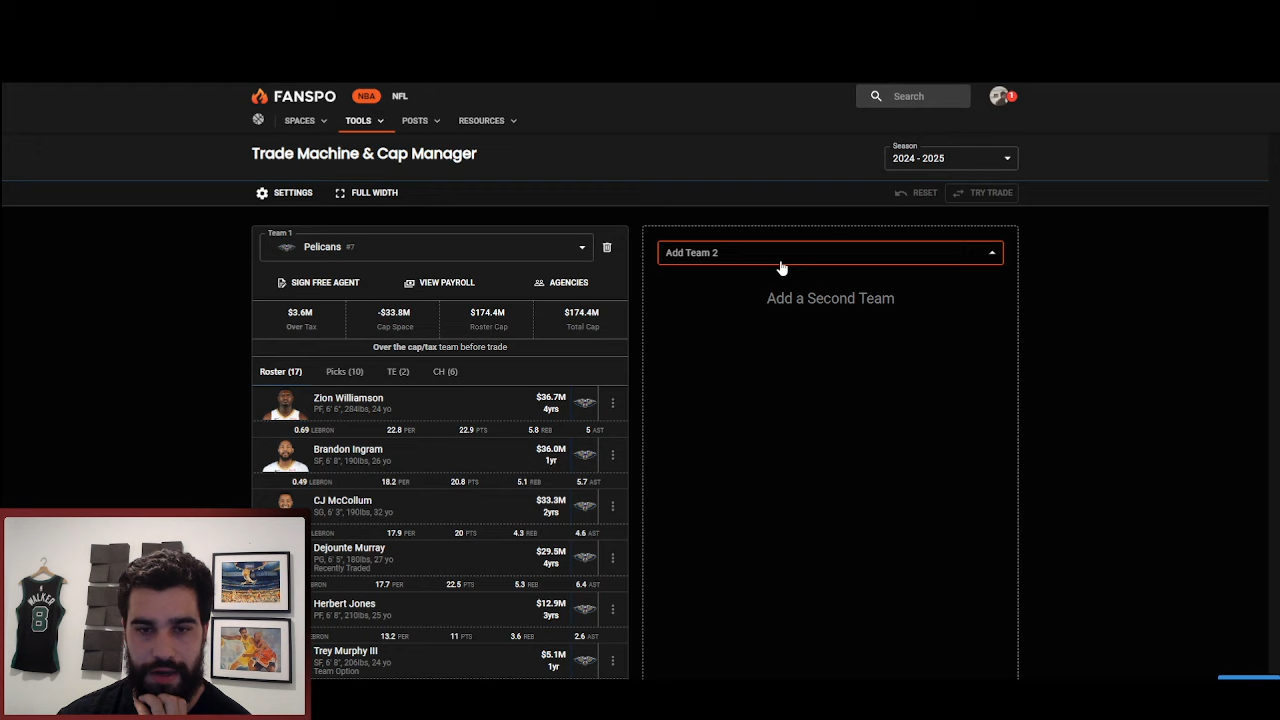 FANSPO NBA NFL Search 1
SPACES TOOLS POSTS RESOURCES
Trade Machine & Cap Manager
Season
2024 - 2025
SETTINGS FULL WIDTH RESET TRY TRADE
Team 1
Pelicans #7
Add Team 2
SIGN FREE AGENT VIEW PAYROLL AGENCIES
Add a Second Team
$3.6M -$33.8M $174.4M $174.4M
Over Tax Cap Space Roster Cap Total Cap
Over the cap/tax team before trade
Roster (17) Picks (10) TE (2) CH (6)
Zion Williamson $36.7M
PF, 6' 6", 284lbs, 24 yo 4yrs
0.69 LEBRON 22.8 PER 22.9 PTS 5.8 REB 5 AST
Brandon Ingram $36.0M
SF, 6' 8", 190lbs, 26 yo 1yr
0.49 LEBRON 18.2 PER 20.8 PTS 5.1 REB 5.7 AST
CJ McCollum $33.3M
SG, 6' 3", 190lbs, 32 yo 2yrs
EBRON 17.9 PER 20 PTS 4.3 REB 4.6 AST
Dejounte Murray $29.5M
PG, 6' 5", 180lbs, 27 yo 4yrs
Recently Traded
BRON 17.7 PER 22.5 PTS 5.3 REB 6.4 AST
Herbert Jones $12.9M
PF, 6' 8", 210lbs, 25 yo 3yrs
EBRON 13.2 PER 11 PTS 3.6 REB 2.6 AST
Trey Murphy III $5.1M
SF, 6' 8", 206lbs, 24 yo 1yr
Team Option
WALKER
8